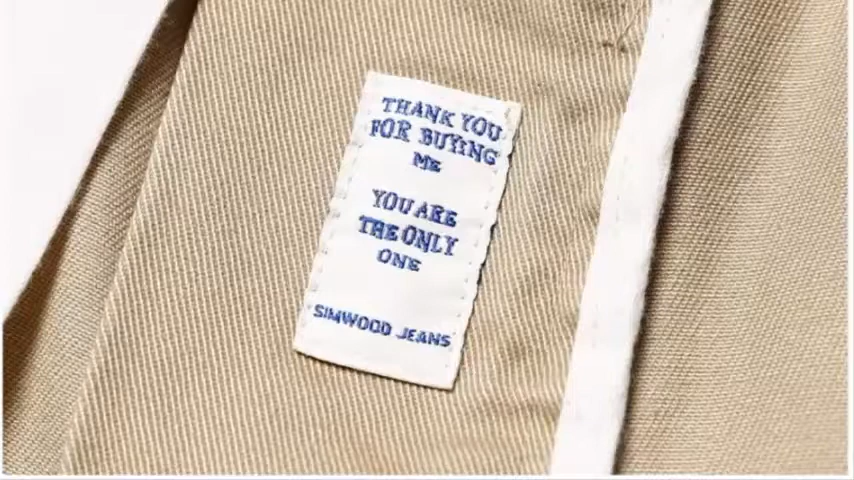 THANK YOU
FOR BUYING
ME
YOU ARE
THE ONLY
ONE
SIMWOOD JEANS